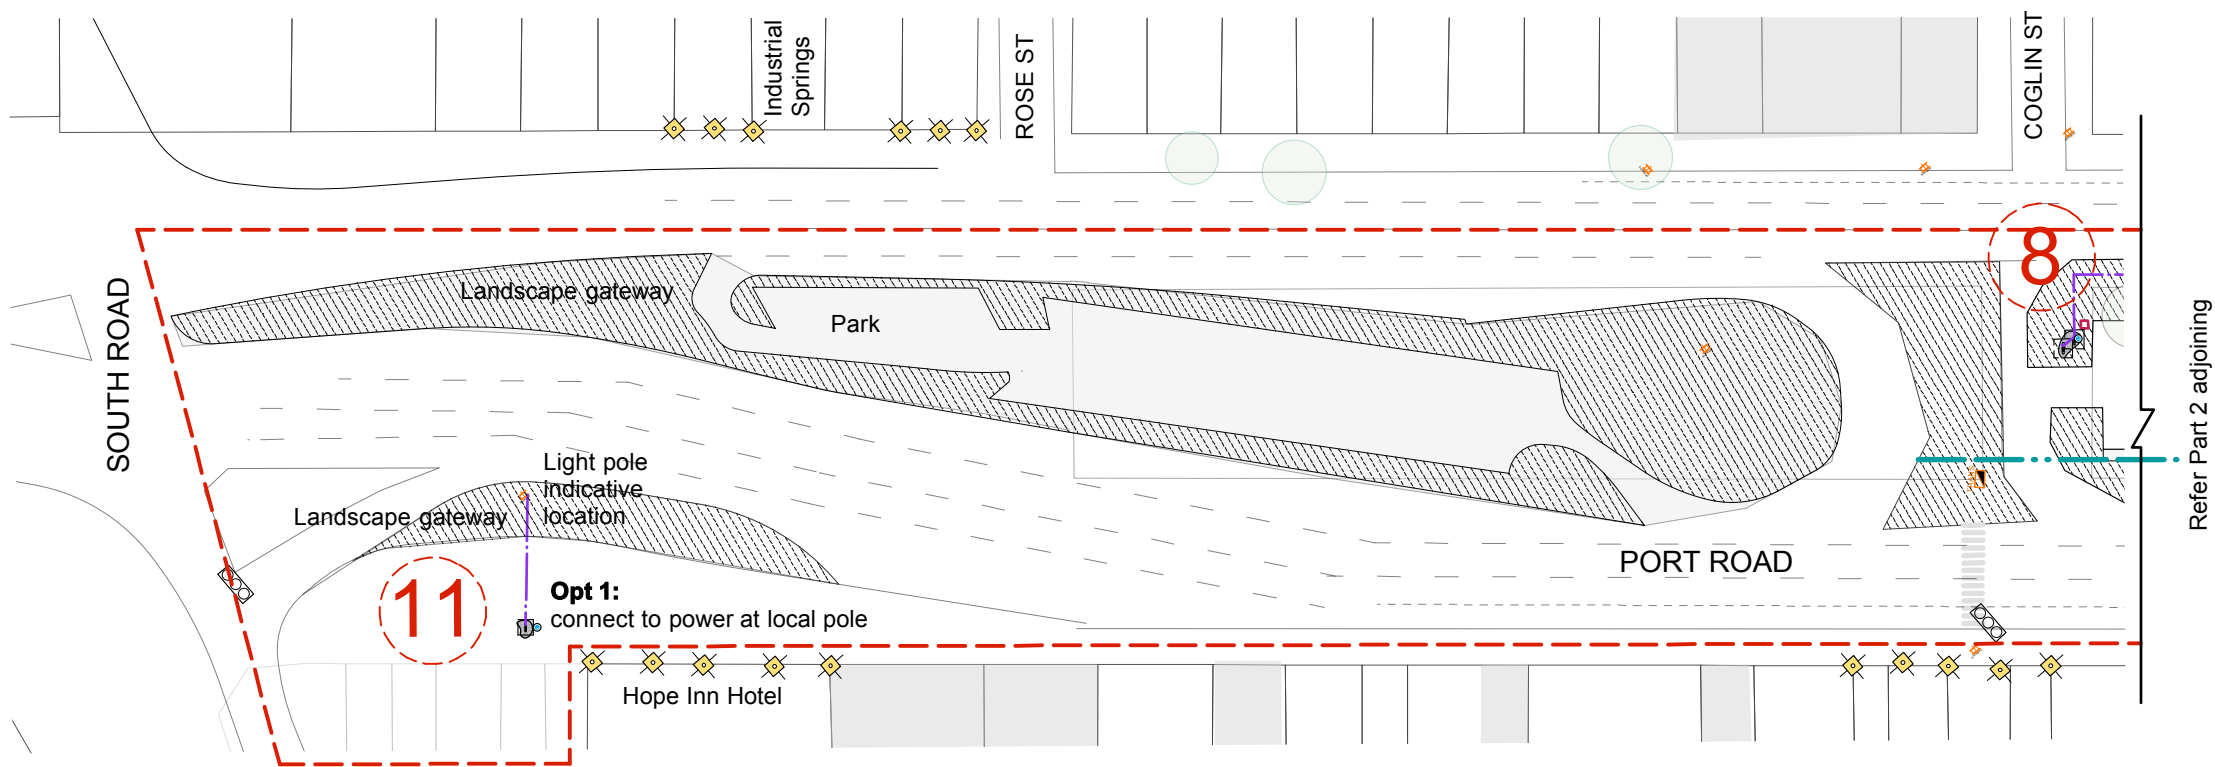 Industrial
Springs
ROSE ST
COGLIN ST
8
Landscape gateway
Park
SOUTH ROAD
Refer Part 2 adjoining
Light pole
indicative
location
Landscape gateway
PORT ROAD
11
Opt 1:
connect to power at local pole
Hope Inn Hotel